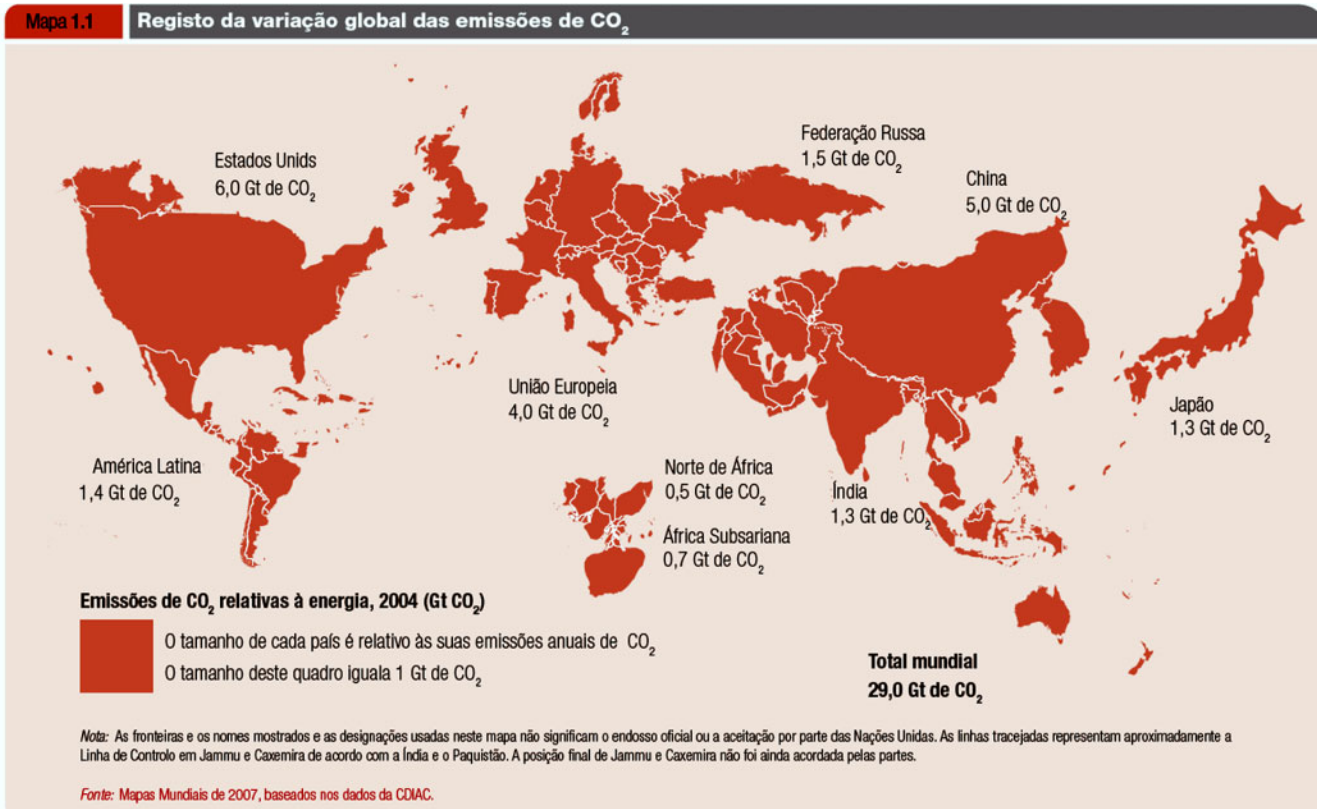 Mapa 1.1
Registo da variação global das emissões de CO₂
Estados Unids
6,0 Gt de CO₂
Federação Russa
1,5 Gt de CO₂
China
5,0 Gt de CO₂
União Europeia
4,0 Gt de CO₂
Japão
1,3 Gt de CO₂
América Latina
1,4 Gt de CO₂
Norte de África
0,5 Gt de CO₂
Índia
1,3 Gt de CO₂
África Subsariana
0,7 Gt de CO₂
Emissões de CO₂ relativas à energia, 2004 (Gt CO₂)
O tamanho de cada país é relativo às suas emissões anuais de CO₂
O tamanho deste quadro iguala 1 Gt de CO₂
Total mundial
29,0 Gt de CO₂
Nota: As fronteiras e os nomes mostrados e as designações usadas neste mapa não significam o endosso oficial ou a aceitação por parte das Nações Unidas. As linhas tracejadas representam aproximadamente a
Linha de Controlo em Jammu e Caxemira de acordo com a Índia e o Paquistão. A posição final de Jammu e Caxemira não foi ainda acordada pelas partes.
Fonte: Mapas Mundiais de 2007, baseados nos dados da CDIAC.